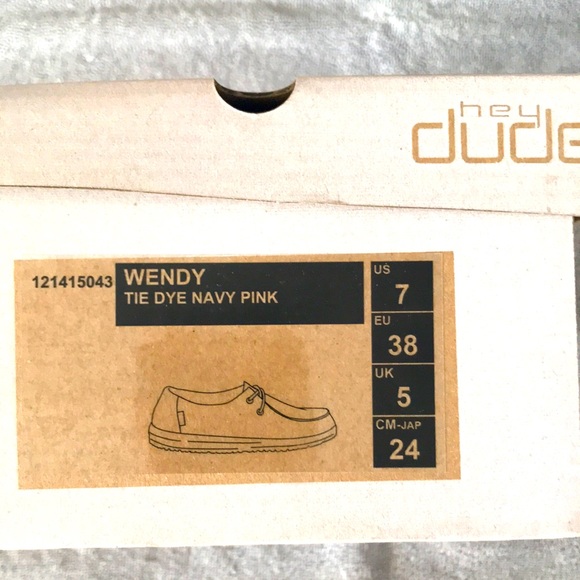 hey
dude
121415043
WENDY
TIE DYE NAVY PINK
US
7
EU
38
UK
5
CM-JAP
24